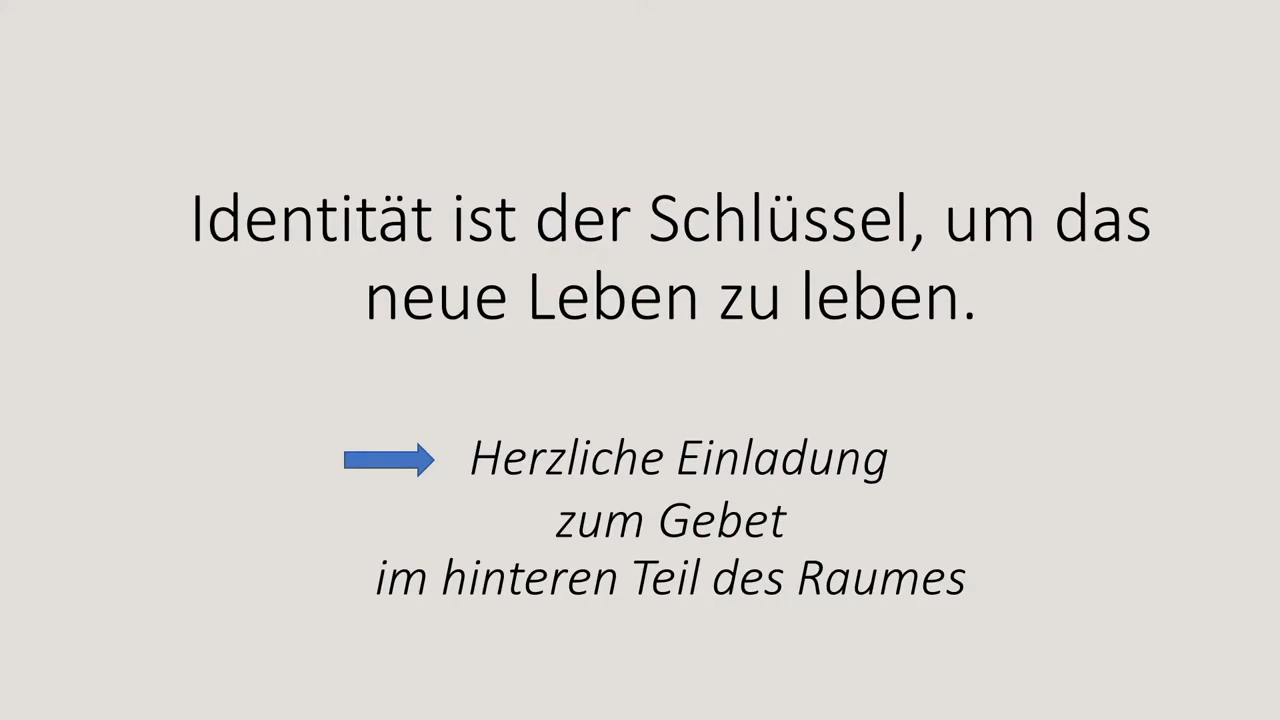 Identität ist der Schlüssel, um das
neue Leben zu leben.
Herzliche Einladung
zum Gebet
im hinteren Teil des Raumes